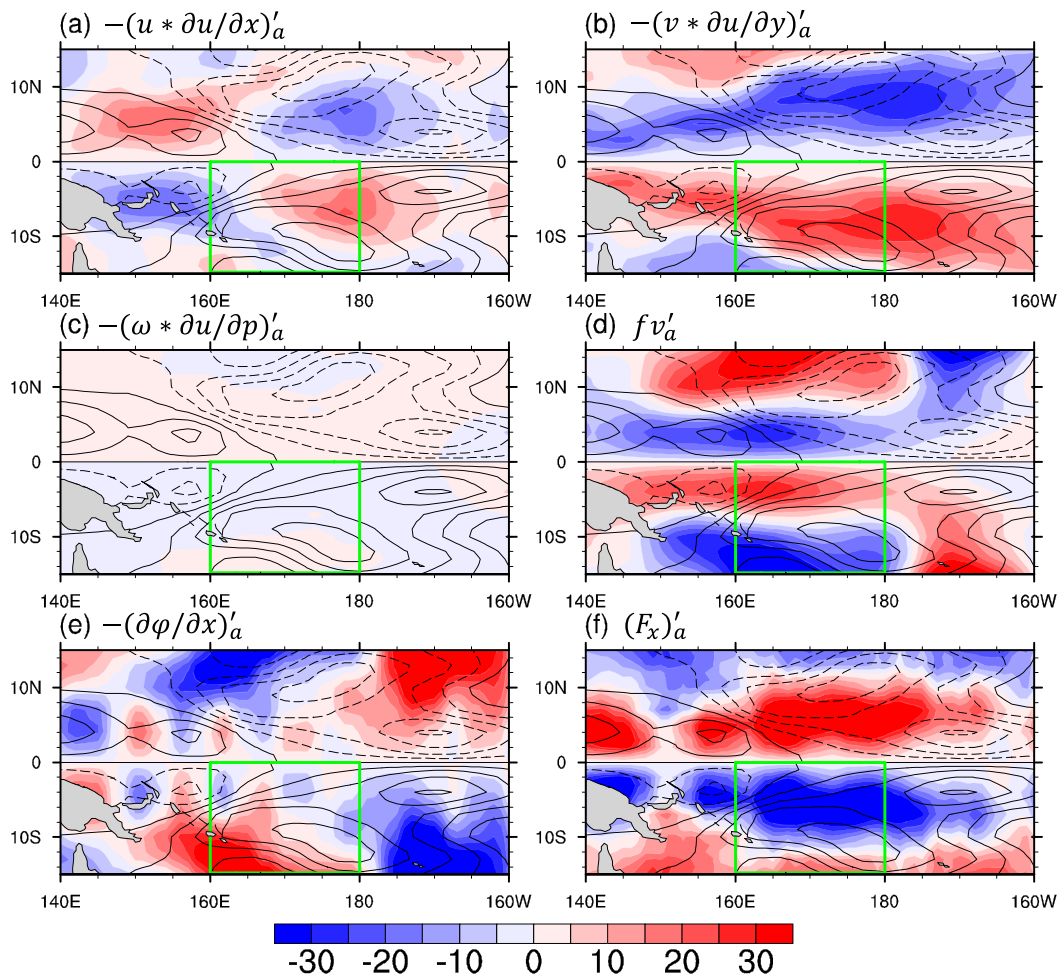 (a) −(u * ∂u/∂x)′ₐ
(b) −(v * ∂u/∂y)′ₐ
10N
0
10S
140E 160E 180 160W
10N
0
10S
140E 160E 180 160W
(c) −(ω * ∂u/∂p)′ₐ
(d) fv′ₐ
10N
0
10S
140E 160E 180 160W
10N
0
10S
140E 160E 180 160W
(e) −(∂φ/∂x)′ₐ
(f) (Fₓ)′ₐ
10N
0
10S
140E 160E 180 160W
10N
0
10S
140E 160E 180 160W
-30 -20 -10 0 10 20 30